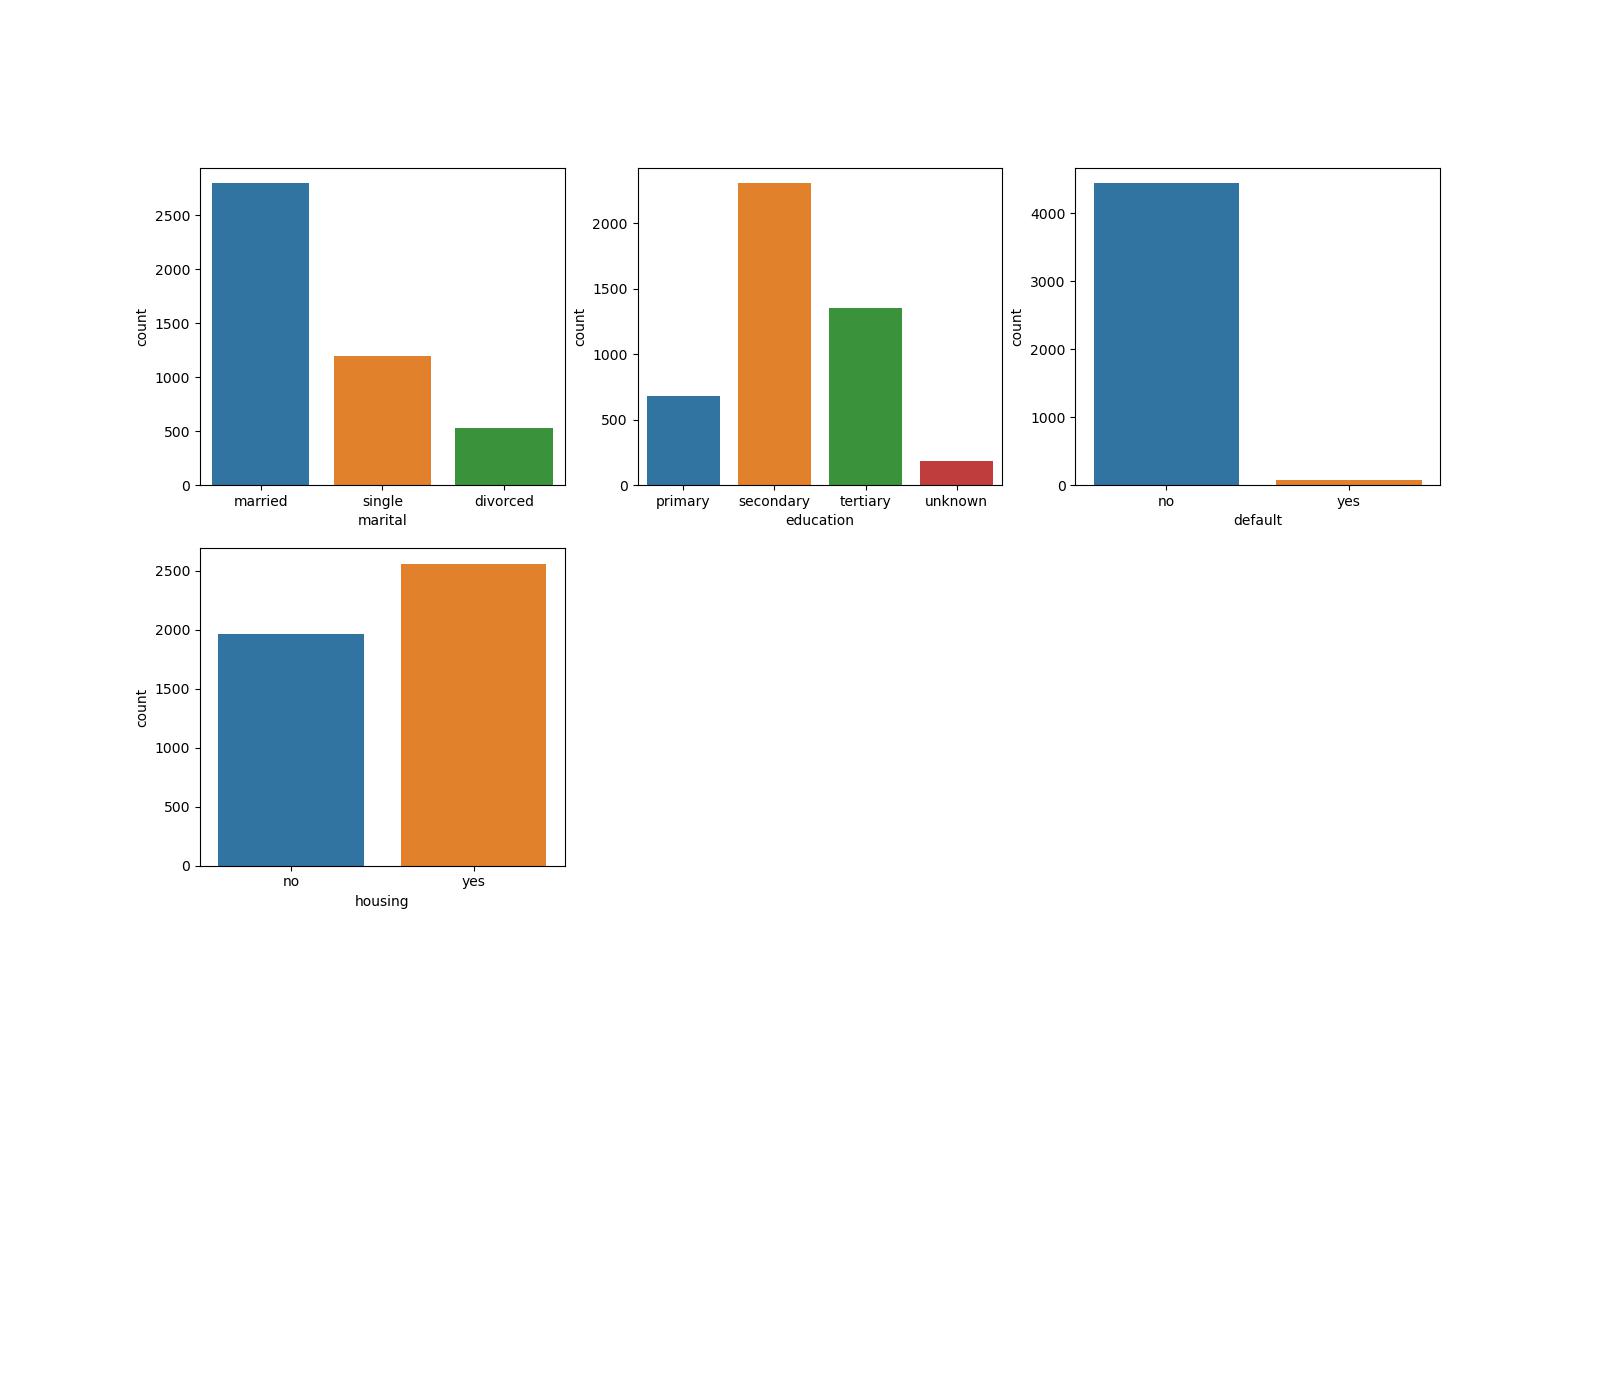 count
2500
2000
1500
1000
500
0
married single divorced
marital
count
2000
1500
1000
500
0
primary secondary tertiary unknown
education
count
4000
3000
2000
1000
0
no yes
default
count
2500
2000
1500
1000
500
0
no yes
housing